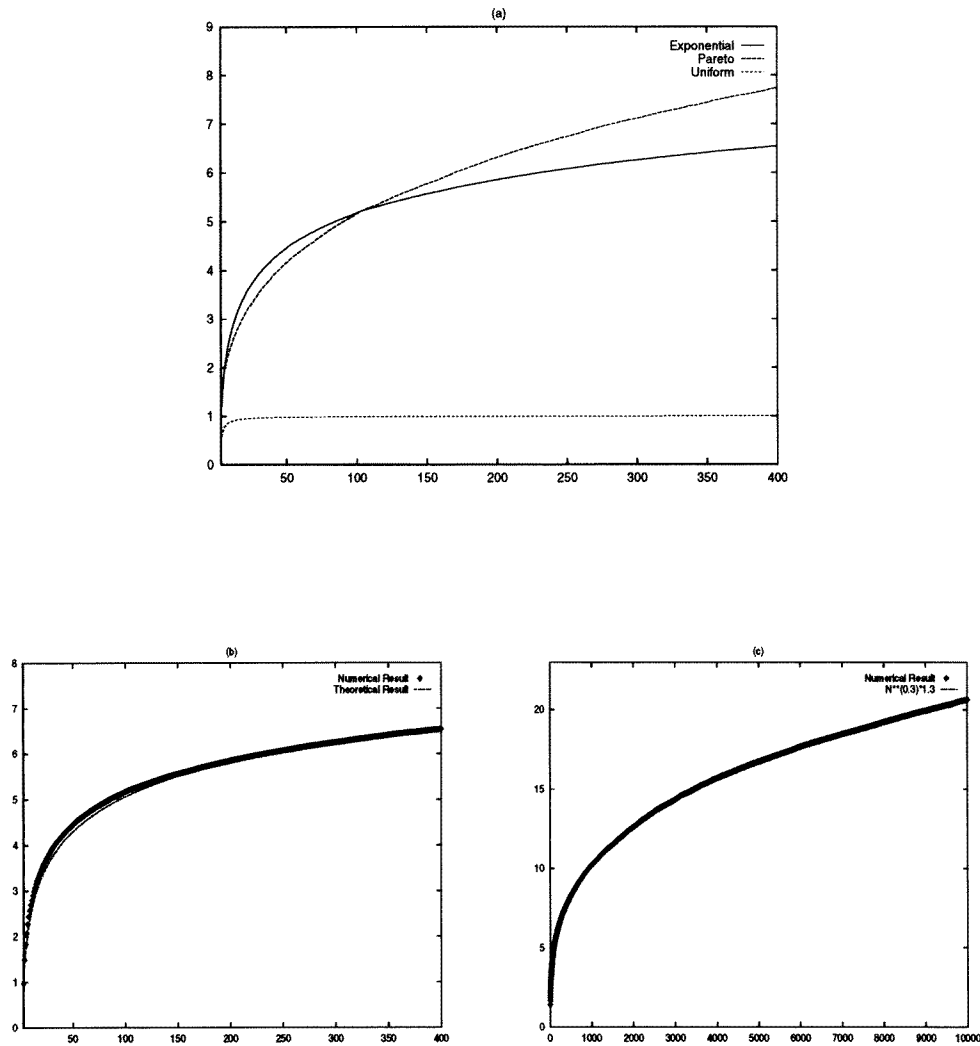 (a)
9
8
7
6
5
4
3
2
1
0
Exponential
Pareto
Uniform
50 100 150 200 250 300 350 400
(b)
8
7
6
5
4
3
2
1
0
Numerical Result
Theoretical Result
50 100 150 200 250 300 350 400
(c)
20
15
10
5
0
Numerical Result
N**(0.3)*1.3
0 1000 2000 3000 4000 5000 6000 7000 8000 9000 10000